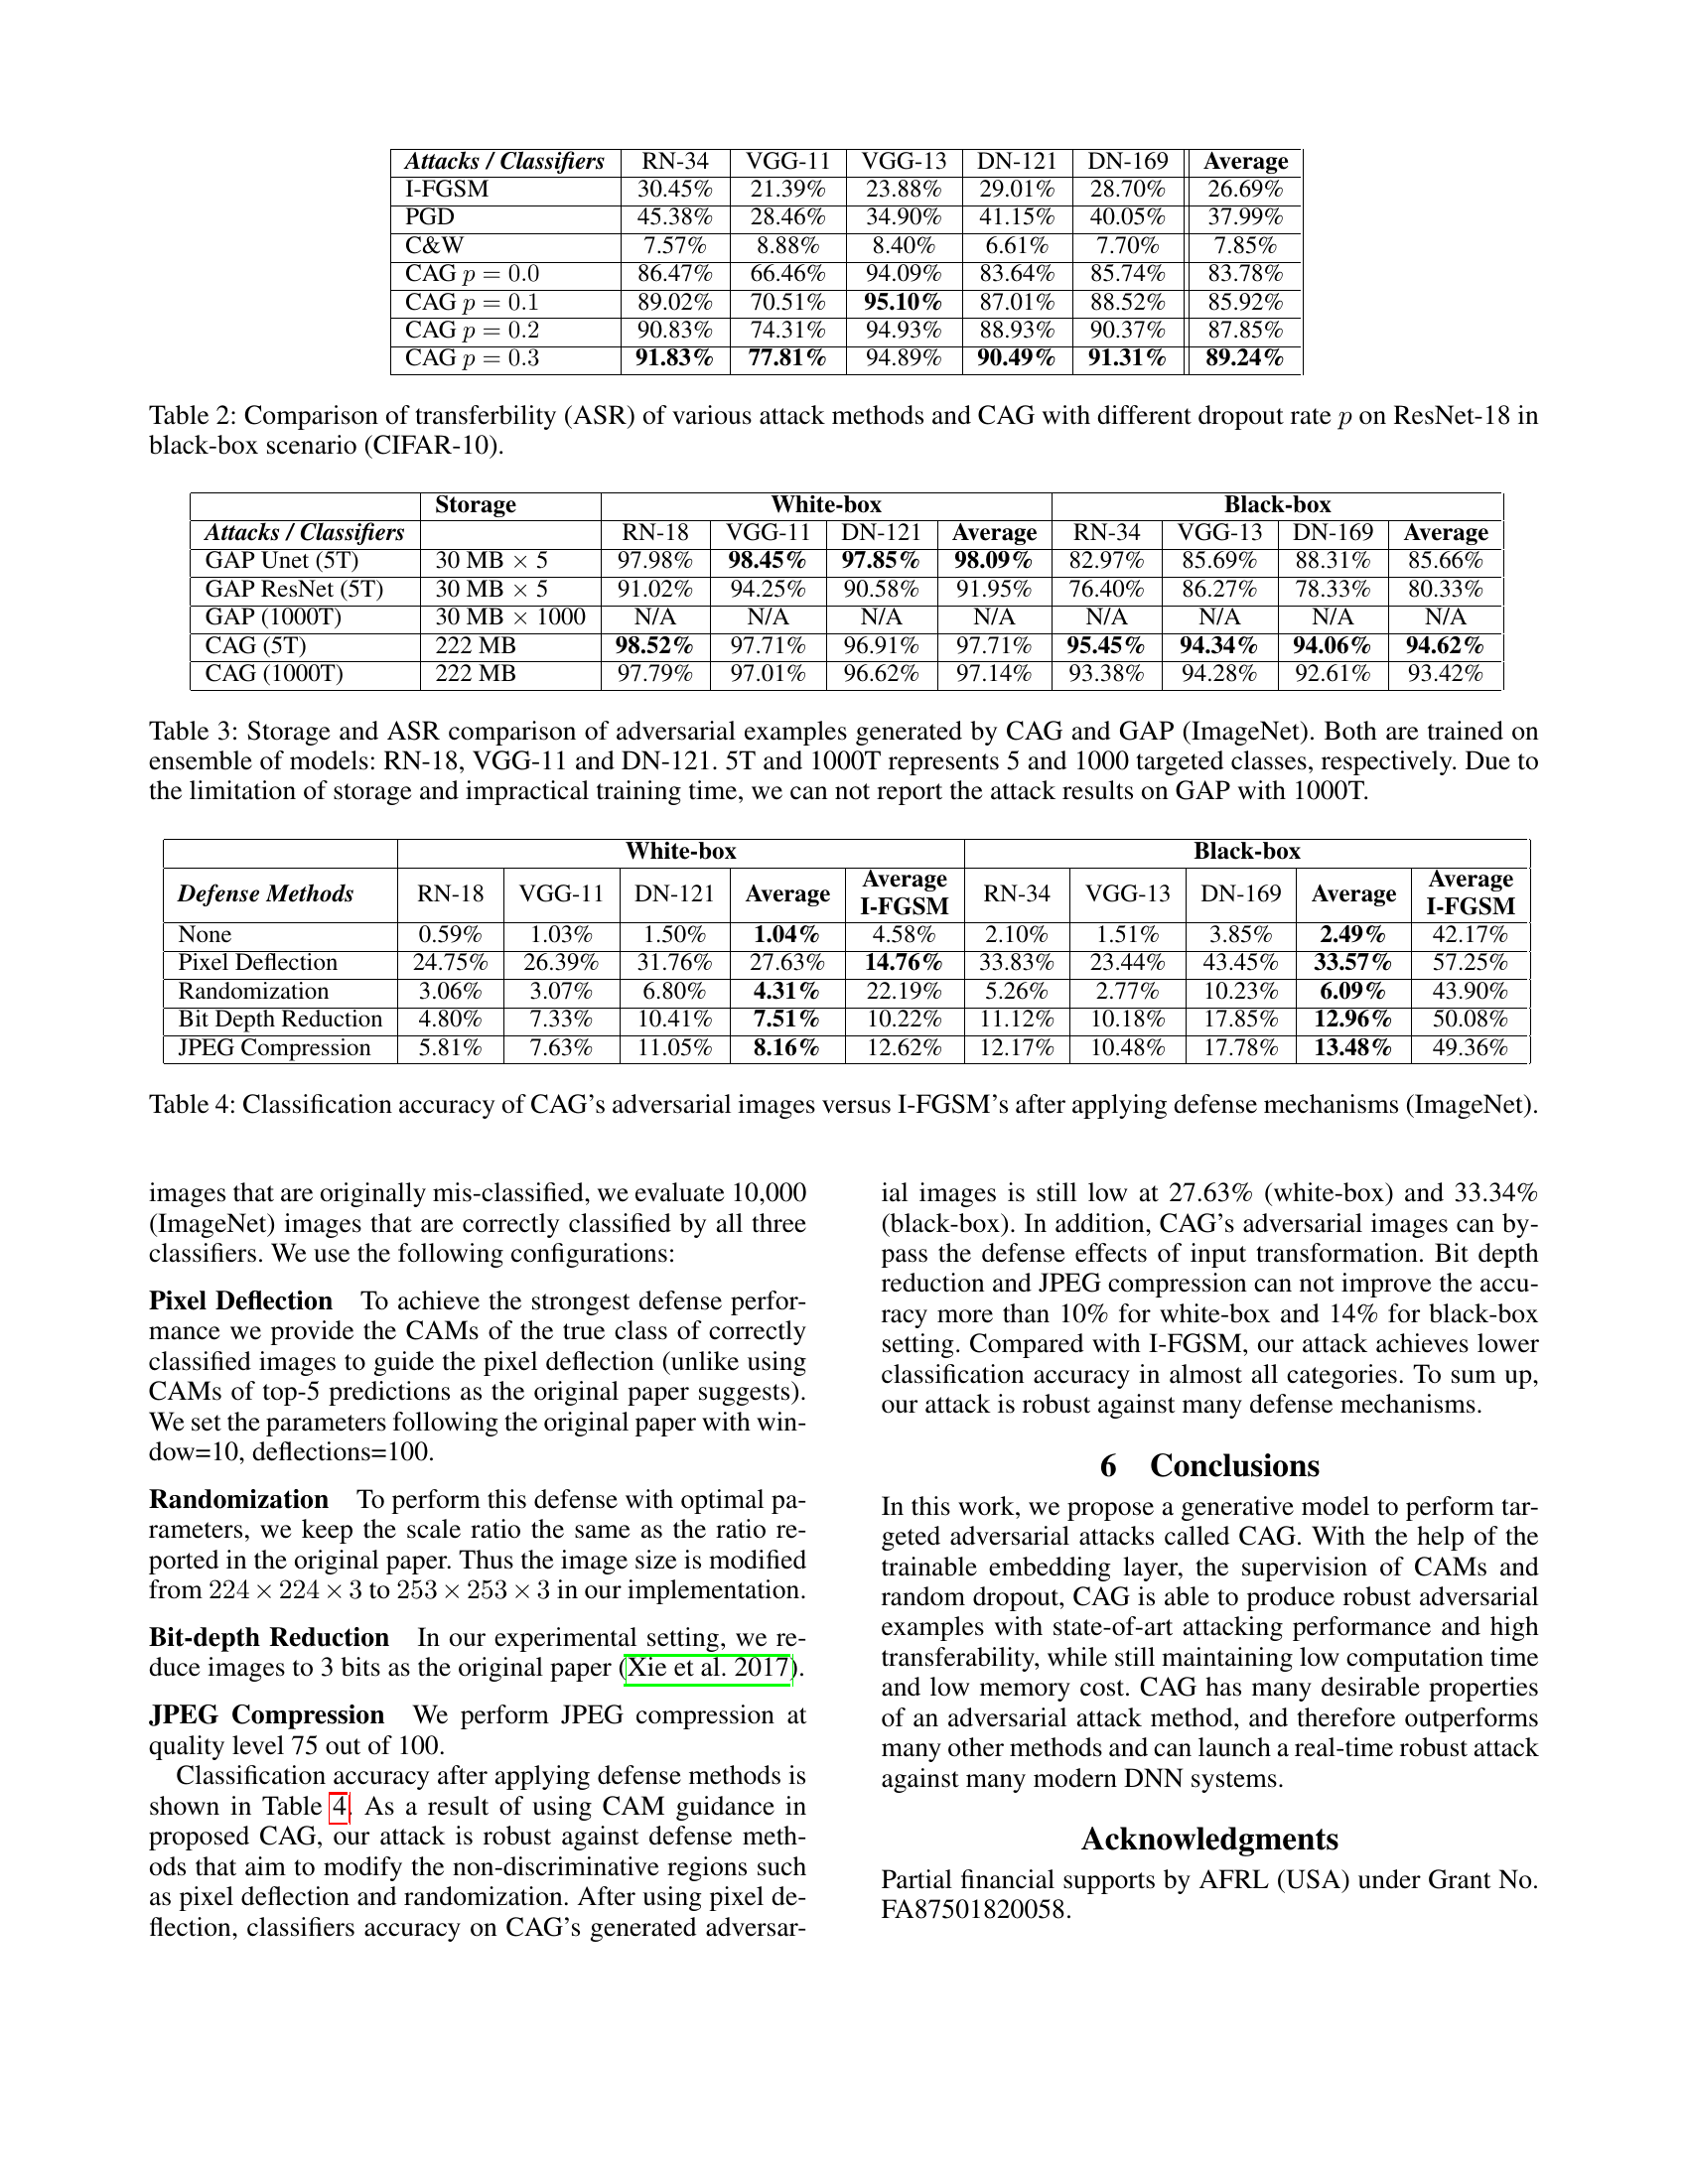 Attacks / Classifiers RN-34 VGG-11 VGG-13 DN-121 DN-169 Average
I-FGSM 30.45% 21.39% 23.88% 29.01% 28.70% 26.69%
PGD 45.38% 28.46% 34.90% 41.15% 40.05% 37.99%
C&W 7.57% 8.88% 8.40% 6.61% 7.70% 7.85%
CAG p = 0.0 86.47% 66.46% 94.09% 83.64% 85.74% 83.78%
CAG p = 0.1 89.02% 70.51% 95.10% 87.01% 88.52% 85.92%
CAG p = 0.2 90.83% 74.31% 94.93% 88.93% 90.37% 87.85%
CAG p = 0.3 91.83% 77.81% 94.89% 90.49% 91.31% 89.24%
Table 2: Comparison of transferbility (ASR) of various attack methods and CAG with different dropout rate p on ResNet-18 in
black-box scenario (CIFAR-10).
Storage White-box Black-box
Attacks / Classifiers RN-18 VGG-11 DN-121 Average RN-34 VGG-13 DN-169 Average
GAP Unet (5T) 30 MB × 5 97.98% 98.45% 97.85% 98.09% 82.97% 85.69% 88.31% 85.66%
GAP ResNet (5T) 30 MB × 5 91.02% 94.25% 90.58% 91.95% 76.40% 86.27% 78.33% 80.33%
GAP (1000T) 30 MB × 1000 N/A N/A N/A N/A N/A N/A N/A N/A
CAG (5T) 222 MB 98.52% 97.71% 96.91% 97.71% 95.45% 94.34% 94.06% 94.62%
CAG (1000T) 222 MB 97.79% 97.01% 96.62% 97.14% 93.38% 94.28% 92.61% 93.42%
Table 3: Storage and ASR comparison of adversarial examples generated by CAG and GAP (ImageNet). Both are trained on
ensemble of models: RN-18, VGG-11 and DN-121. 5T and 1000T represents 5 and 1000 targeted classes, respectively. Due to
the limitation of storage and impractical training time, we can not report the attack results on GAP with 1000T.
White-box Black-box
Defense Methods RN-18 VGG-11 DN-121 Average Average I-FGSM RN-34 VGG-13 DN-169 Average Average I-FGSM
None 0.59% 1.03% 1.50% 1.04% 4.58% 2.10% 1.51% 3.85% 2.49% 42.17%
Pixel Deflection 24.75% 26.39% 31.76% 27.63% 14.76% 33.83% 23.44% 43.45% 33.57% 57.25%
Randomization 3.06% 3.07% 6.80% 4.31% 22.19% 5.26% 2.77% 10.23% 6.09% 43.90%
Bit Depth Reduction 4.80% 7.33% 10.41% 7.51% 10.22% 11.12% 10.18% 17.85% 12.96% 50.08%
JPEG Compression 5.81% 7.63% 11.05% 8.16% 12.62% 12.17% 10.48% 17.78% 13.48% 49.36%
Table 4: Classification accuracy of CAG's adversarial images versus I-FGSM's after applying defense mechanisms (ImageNet).
images that are originally mis-classified, we evaluate 10,000
(ImageNet) images that are correctly classified by all three
classifiers. We use the following configurations:
Pixel Deflection To achieve the strongest defense perfor-
mance we provide the CAMs of the true class of correctly
classified images to guide the pixel deflection (unlike using
CAMs of top-5 predictions as the original paper suggests).
We set the parameters following the original paper with win-
dow=10, deflections=100.
Randomization To perform this defense with optimal pa-
rameters, we keep the scale ratio the same as the ratio re-
ported in the original paper. Thus the image size is modified
from 224 × 224 × 3 to 253 × 253 × 3 in our implementation.
Bit-depth Reduction In our experimental setting, we re-
duce images to 3 bits as the original paper (Xie et al. 2017).
JPEG Compression We perform JPEG compression at
quality level 75 out of 100.
Classification accuracy after applying defense methods is
shown in Table 4. As a result of using CAM guidance in
proposed CAG, our attack is robust against defense meth-
ods that aim to modify the non-discriminative regions such
as pixel deflection and randomization. After using pixel de-
flection, classifiers accuracy on CAG's generated adversar-
ial images is still low at 27.63% (white-box) and 33.34%
(black-box). In addition, CAG's adversarial images can by-
pass the defense effects of input transformation. Bit depth
reduction and JPEG compression can not improve the accu-
racy more than 10% for white-box and 14% for black-box
setting. Compared with I-FGSM, our attack achieves lower
classification accuracy in almost all categories. To sum up,
our attack is robust against many defense mechanisms.
6 Conclusions
In this work, we propose a generative model to perform tar-
geted adversarial attacks called CAG. With the help of the
trainable embedding layer, the supervision of CAMs and
random dropout, CAG is able to produce robust adversarial
examples with state-of-art attacking performance and high
transferability, while still maintaining low computation time
and low memory cost. CAG has many desirable properties
of an adversarial attack method, and therefore outperforms
many other methods and can launch a real-time robust attack
against many modern DNN systems.
Acknowledgments
Partial financial supports by AFRL (USA) under Grant No.
FA87501820058.